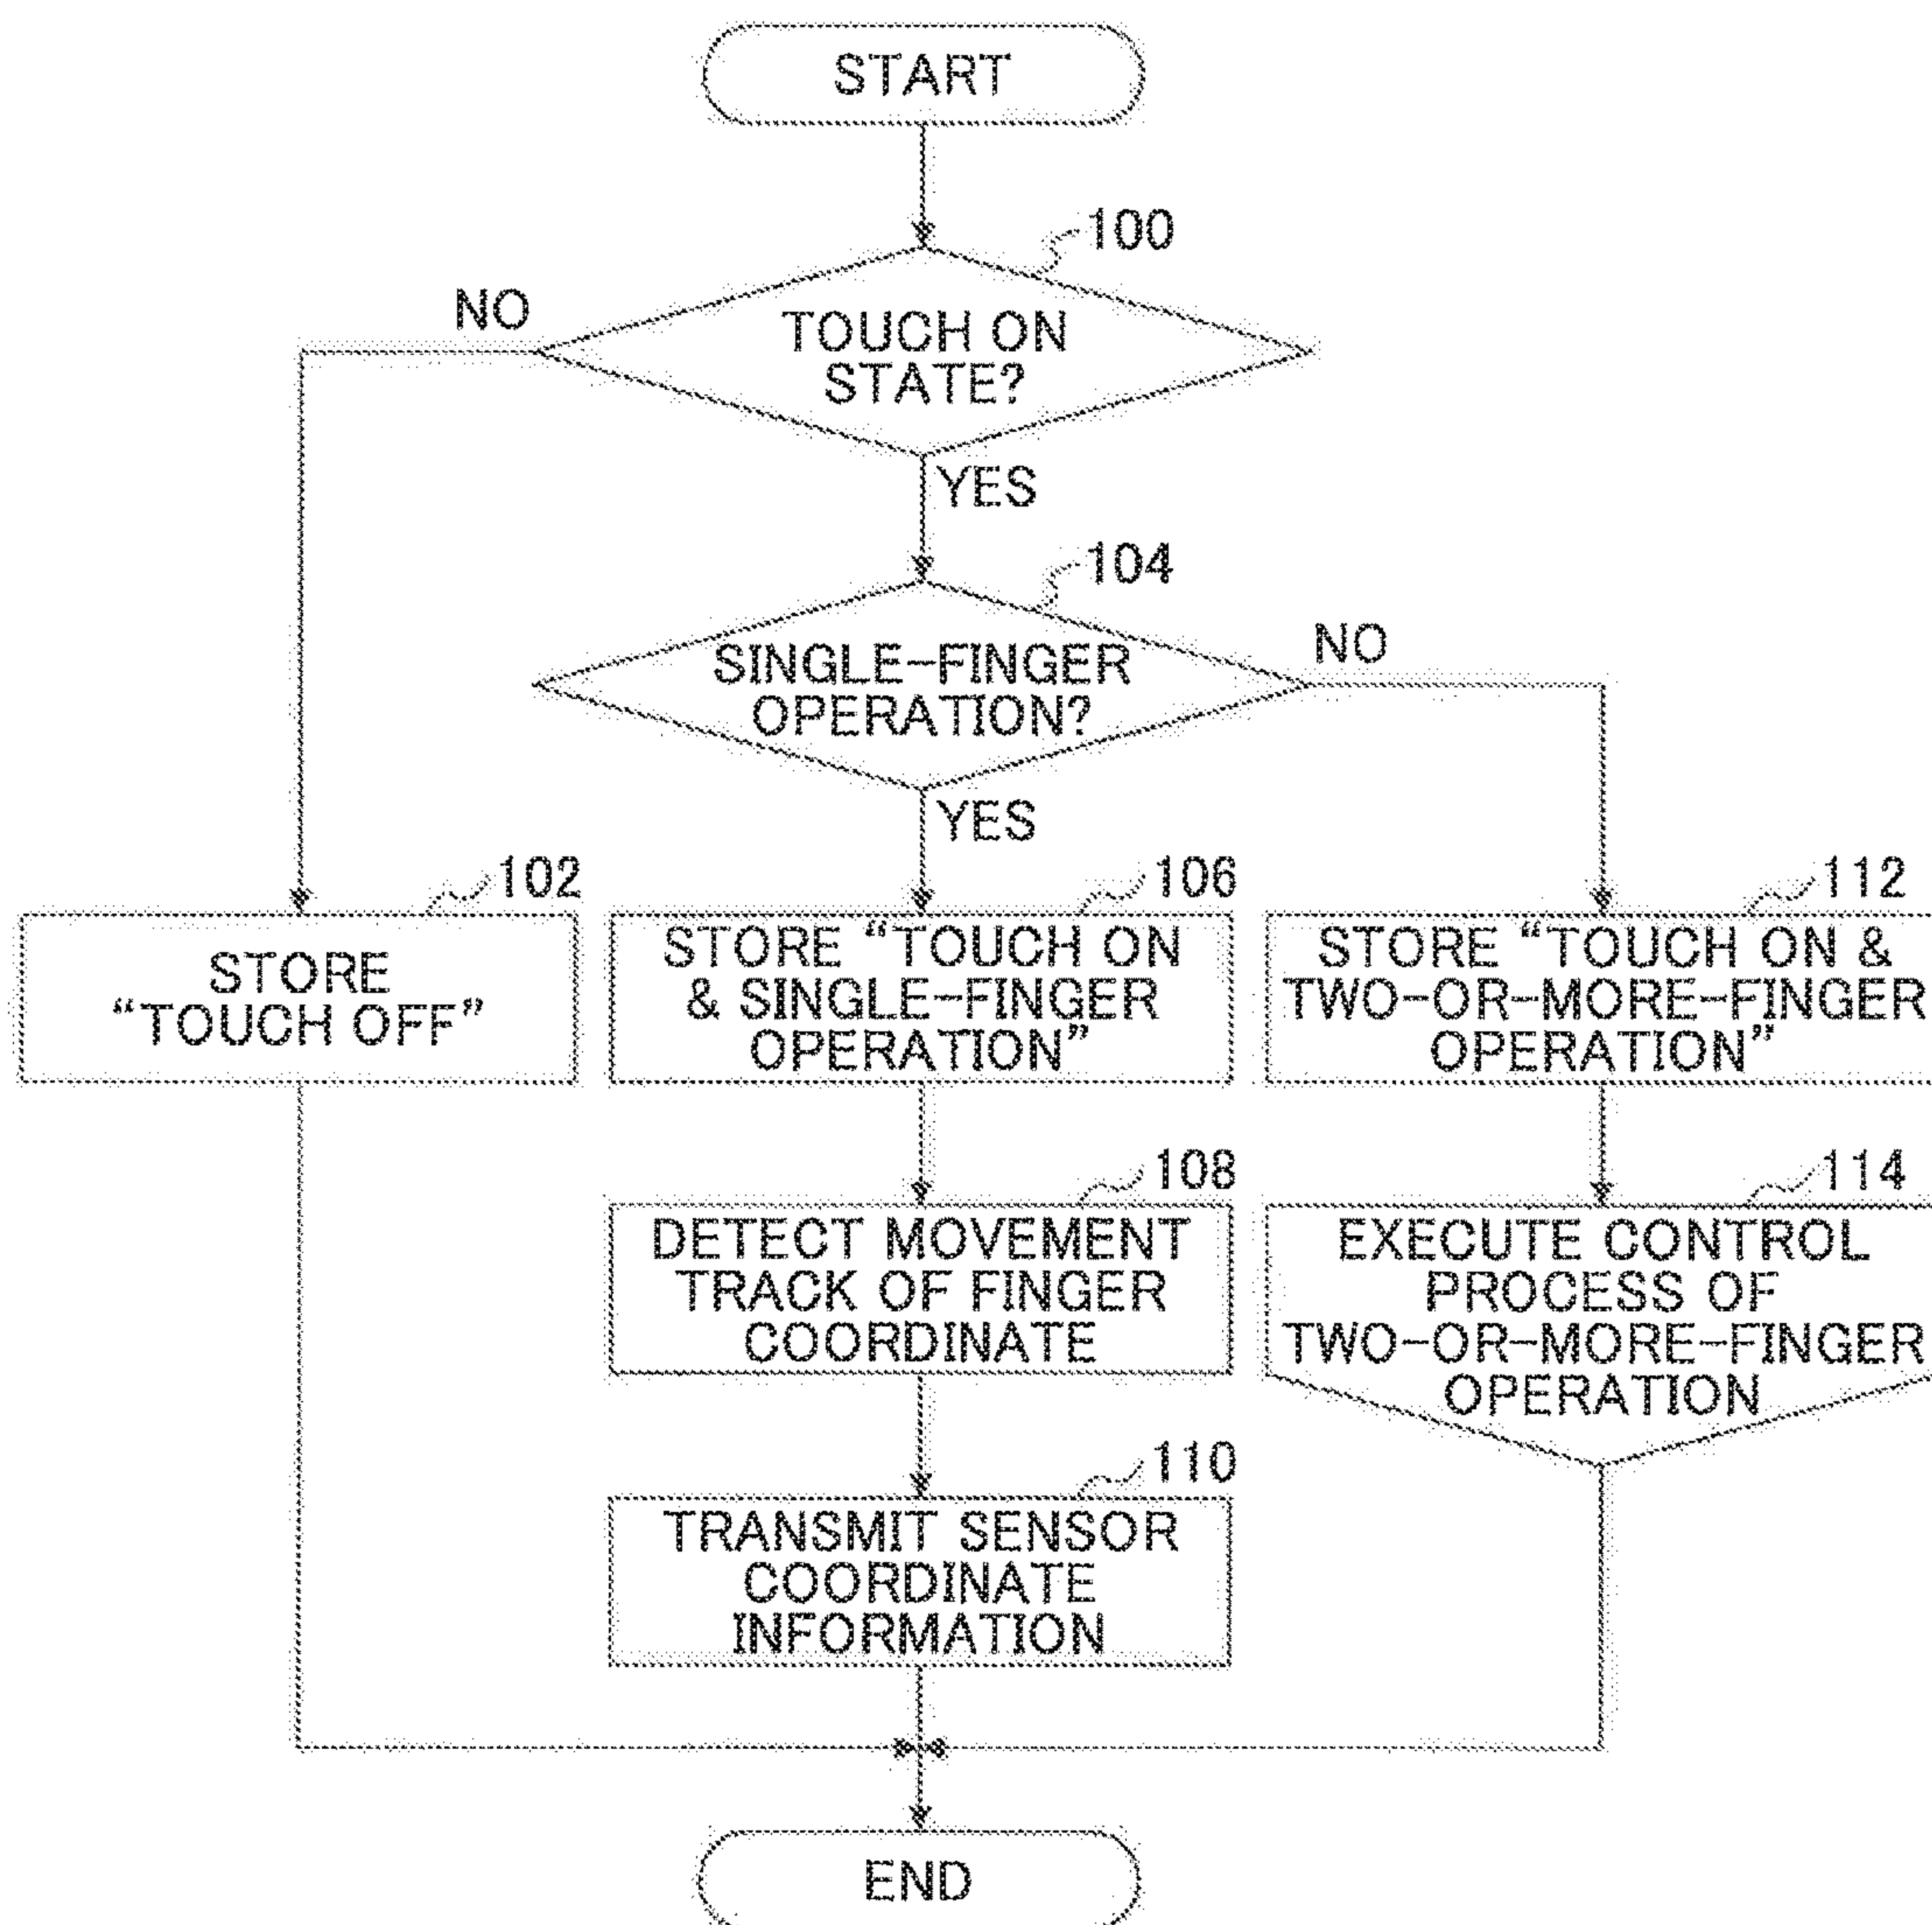 START
100
NO
TOUCH ON
STATE?
YES
104
NO
SINGLE-FINGER
OPERATION?
YES
102
STORE
“TOUCH OFF”
106
STORE “TOUCH ON
& SINGLE-FINGER
OPERATION”
112
STORE “TOUCH ON &
TWO-OR-MORE-FINGER
OPERATION”
108
DETECT MOVEMENT
TRACK OF FINGER
COORDINATE
114
EXECUTE CONTROL
PROCESS OF
TWO-OR-MORE-FINGER
OPERATION
110
TRANSMIT SENSOR
COORDINATE
INFORMATION
END